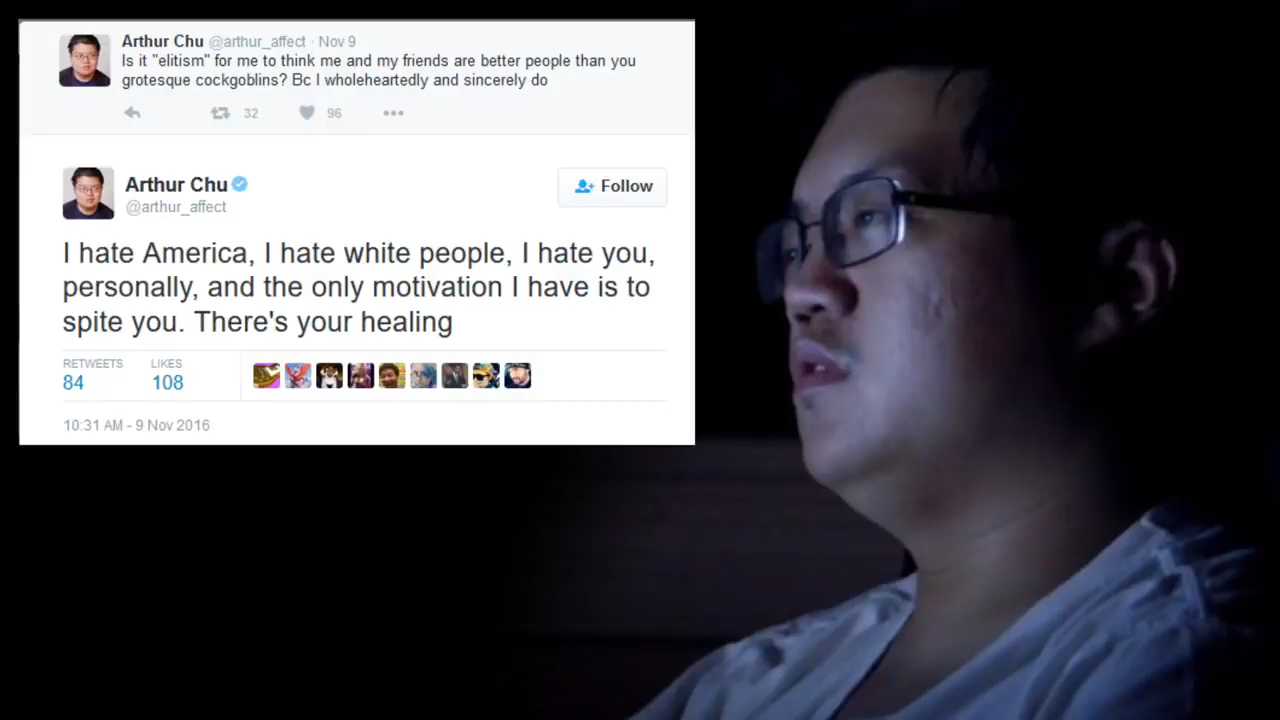 Arthur Chu @arthur_affect · Nov 9
Is it "elitism" for me to think me and my friends are better people than you
grotesque cockgoblins? Bc I wholeheartedly and sincerely do
32 96
Arthur Chu
Follow
@arthur_affect
I hate America, I hate white people, I hate you,
personally, and the only motivation I have is to
spite you. There's your healing
RETWEETS LIKES
84 108
10:31 AM - 9 Nov 2016